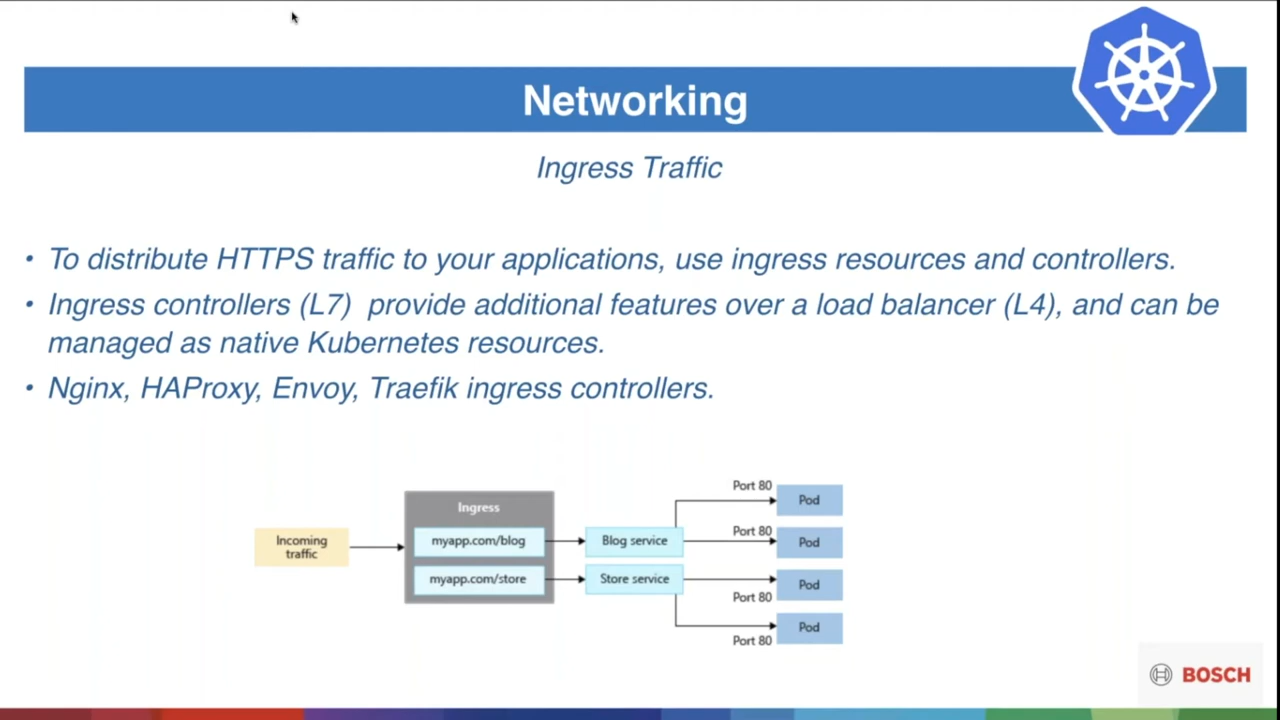 Networking
Ingress Traffic
• To distribute HTTPS traffic to your applications, use ingress resources and controllers.
• Ingress controllers (L7)  provide additional features over a load balancer (L4), and can be
managed as native Kubernetes resources.
• Nginx, HAProxy, Envoy, Traefik ingress controllers.
Incoming
traffic
Ingress
myapp.com/blog
myapp.com/store
Blog service
Store service
Port 80
Pod
Port 80
Pod
Pod
Port 80
Pod
Port 80
BOSCH